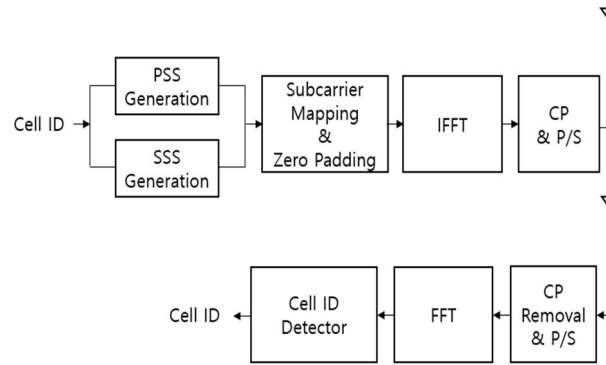 PSS
Generation
Cell ID
SSS
Generation
Subcarrier
Mapping
&
Zero Padding
IFFT
CP
& P/S
Cell ID
Cell ID
Detector
FFT
CP
Removal
& P/S